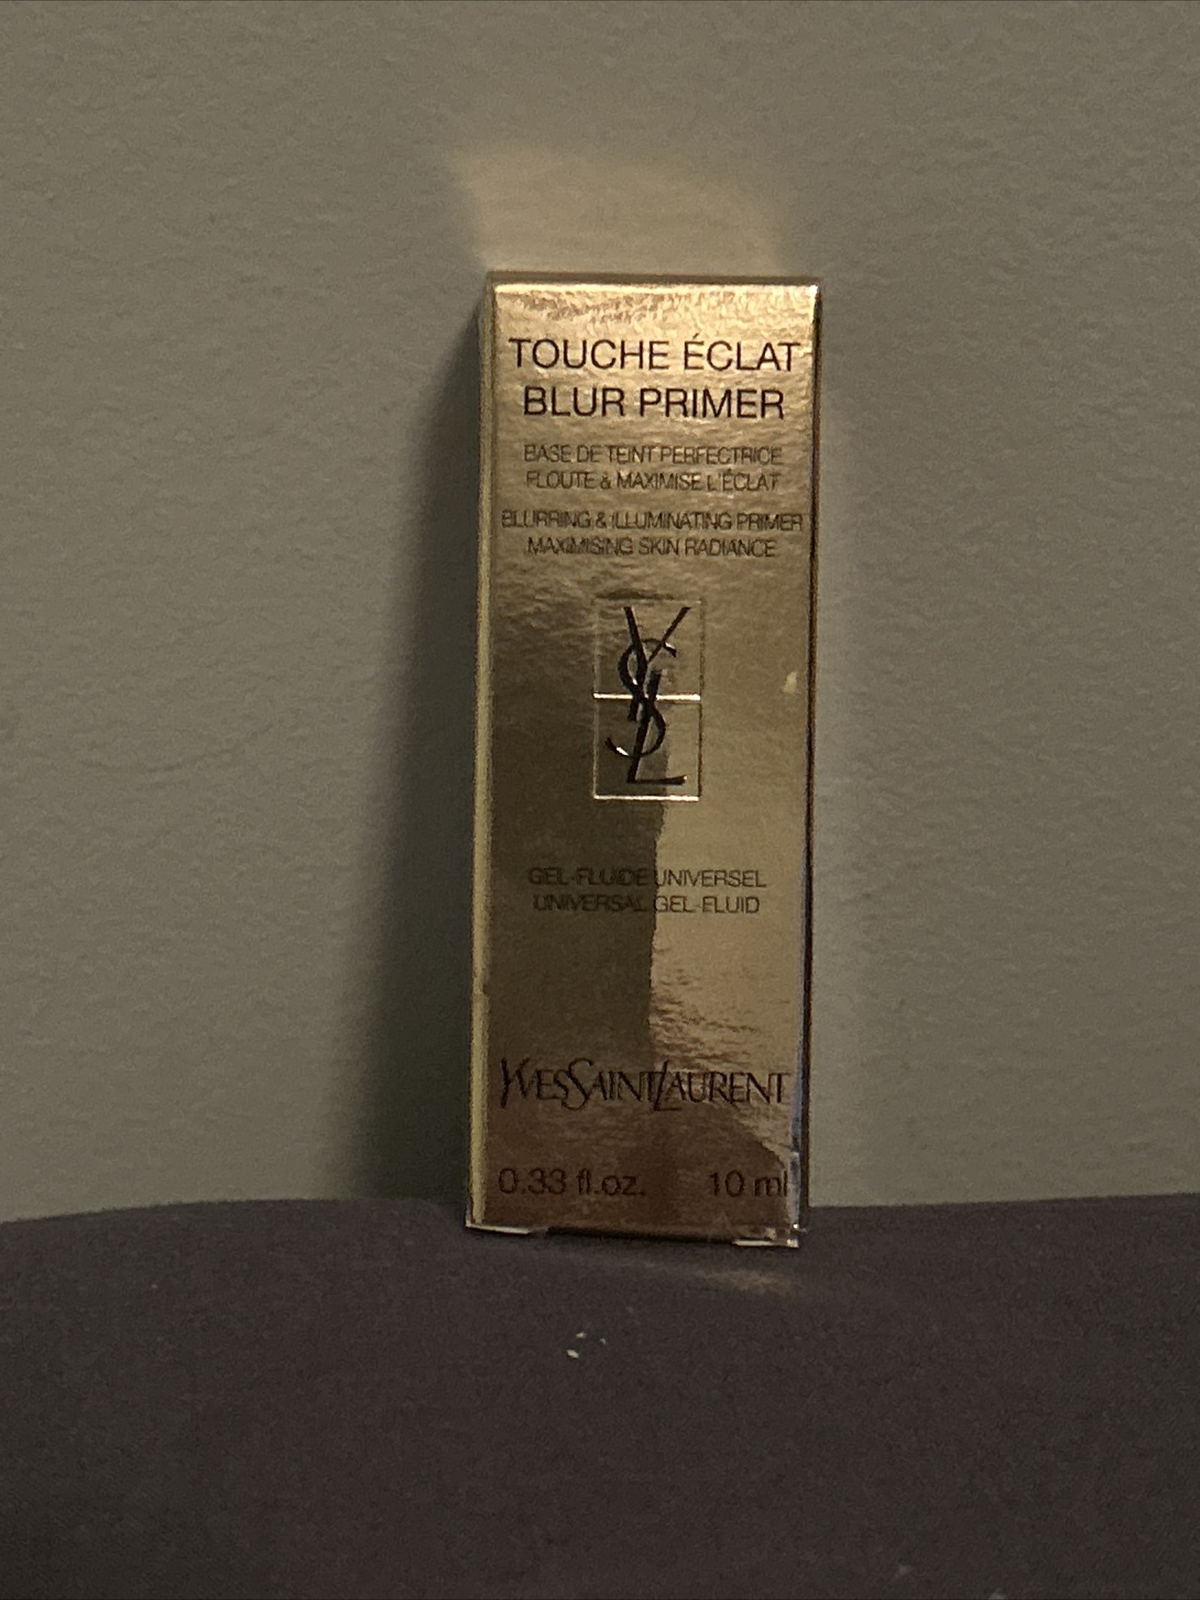 TOUCHE ÉCLAT
BLUR PRIMER
BASE DE TEINT PERFECTRICE
FLOUTE & MAXIMISE L'ÉCLAT
BLURRING & ILLUMINATING PRIMER
MAXIMISING SKIN RADIANCE
YSL
GEL-FLUIDE UNIVERSEL
UNIVERSAL GEL-FLUID
YVESSAINTLAURENT
0.33 fl.oz. 10 ml